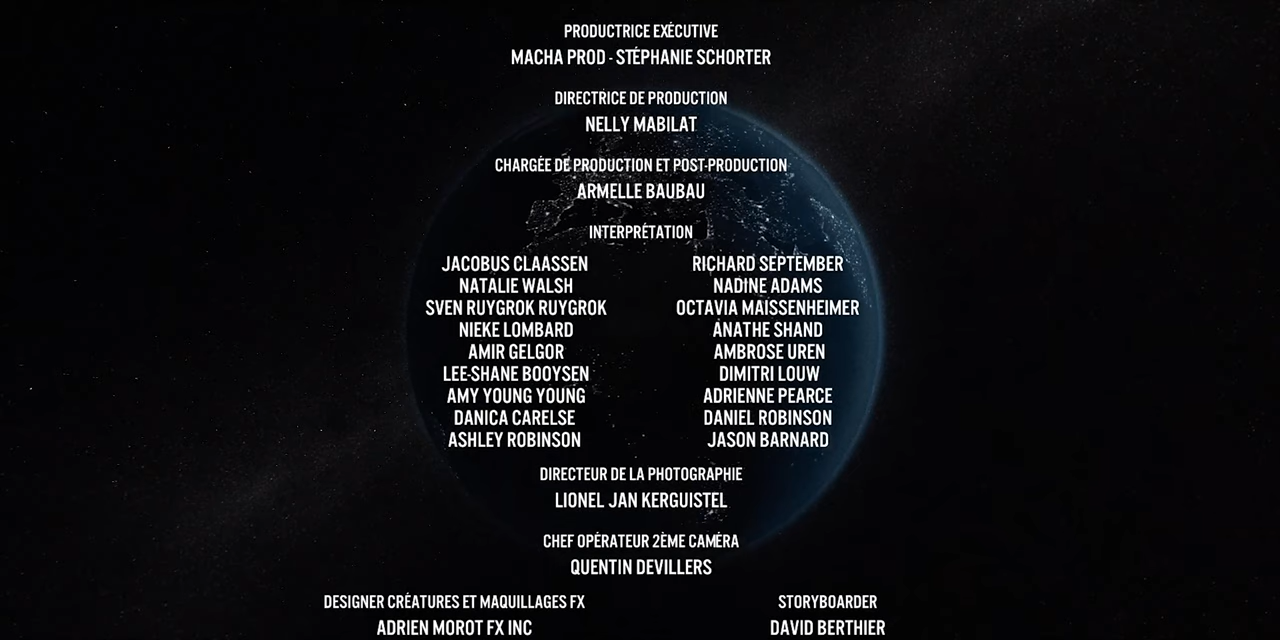 PRODUCTRICE EXÉCUTIVE
MACHA PROD - STÉPHANIE SCHORTER
DIRECTRICE DE PRODUCTION
NELLY MABILAT
CHARGÉE DE PRODUCTION ET POST-PRODUCTION
ARMELLE BAUBAU
INTERPRÉTATION
JACOBUS CLAASSEN RICHARD SEPTEMBER
NATALIE WALSH NADINE ADAMS
SVEN RUYGROK RUYGROK OCTAVIA MAISSENHEIMER
NIEKE LOMBARD ANATHE SHAND
AMIR GELGOR AMBROSE UREN
LEE-SHANE BOOYSEN DIMITRI LOUW
AMY YOUNG YOUNG ADRIENNE PEARCE
DANICA CARELSE DANIEL ROBINSON
ASHLEY ROBINSON JASON BARNARD
DIRECTEUR DE LA PHOTOGRAPHIE
LIONEL JAN KERGUISTEL
CHEF OPÉRATEUR 2ÈME CAMÉRA
QUENTIN DEVILLERS
DESIGNER CRÉATURES ET MAQUILLAGES FX STORYBOARDER
ADRIEN MOROT FX INC DAVID BERTHIER